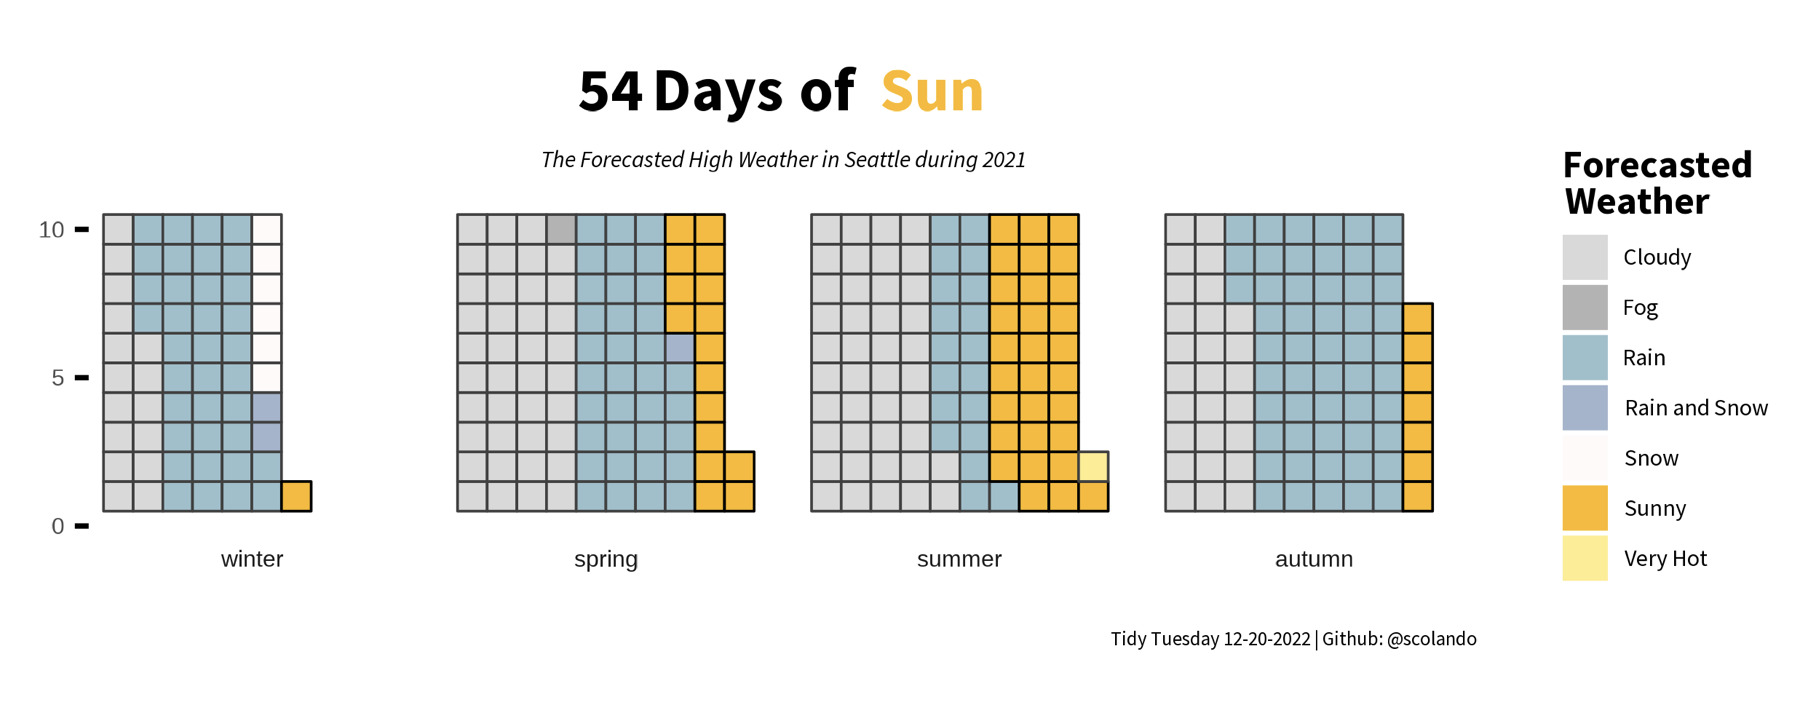 54 Days of Sun
The Forecasted High Weather in Seattle during 2021
10
5
0
winter
spring
summer
autumn
Forecasted
Weather
Cloudy
Fog
Rain
Rain and Snow
Snow
Sunny
Very Hot
Tidy Tuesday 12-20-2022 | Github: @scolando